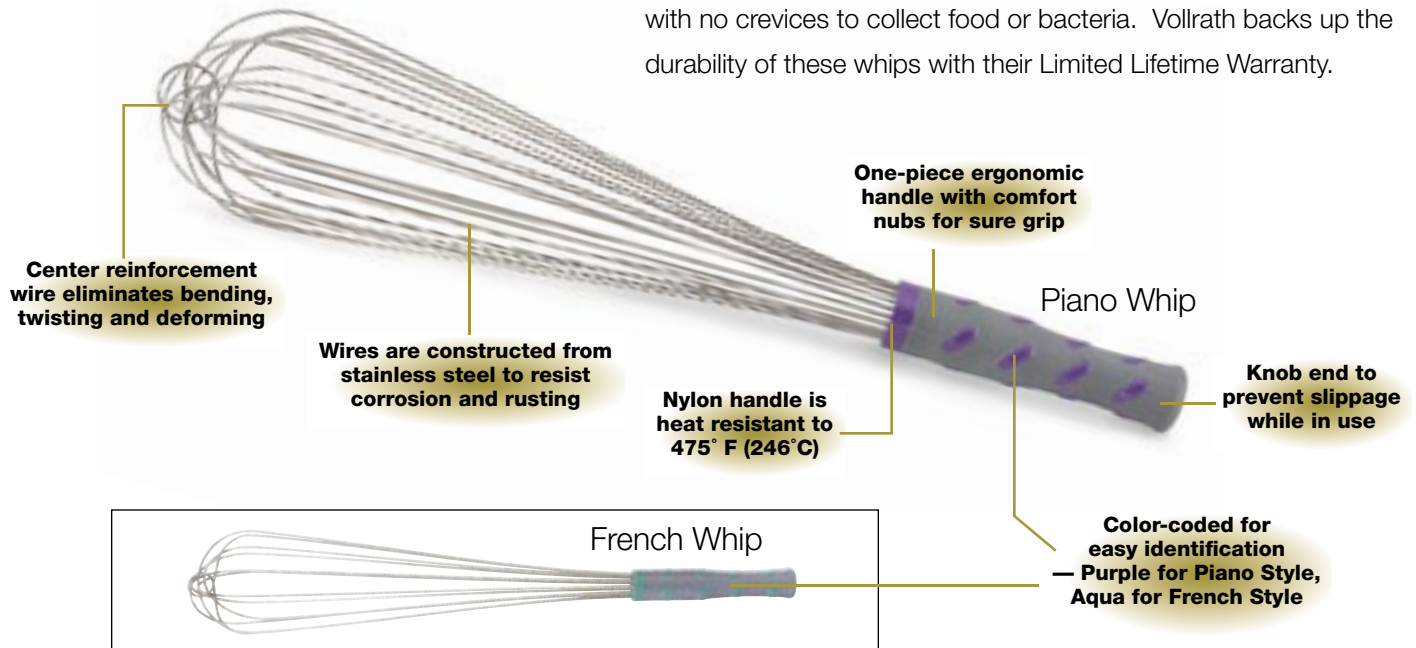 with no crevices to collect food or bacteria.  Vollrath backs up the
durability of these whips with their Limited Lifetime Warranty.
One-piece ergonomic
handle with comfort
nubs for sure grip
Center reinforcement
wire eliminates bending,
twisting and deforming
Piano Whip
Wires are constructed from
stainless steel to resist
corrosion and rusting
Nylon handle is
heat resistant to
475˚ F (246˚C)
Knob end to
prevent slippage
while in use
French Whip
Color-coded for
easy identification
— Purple for Piano Style,
Aqua for French Style